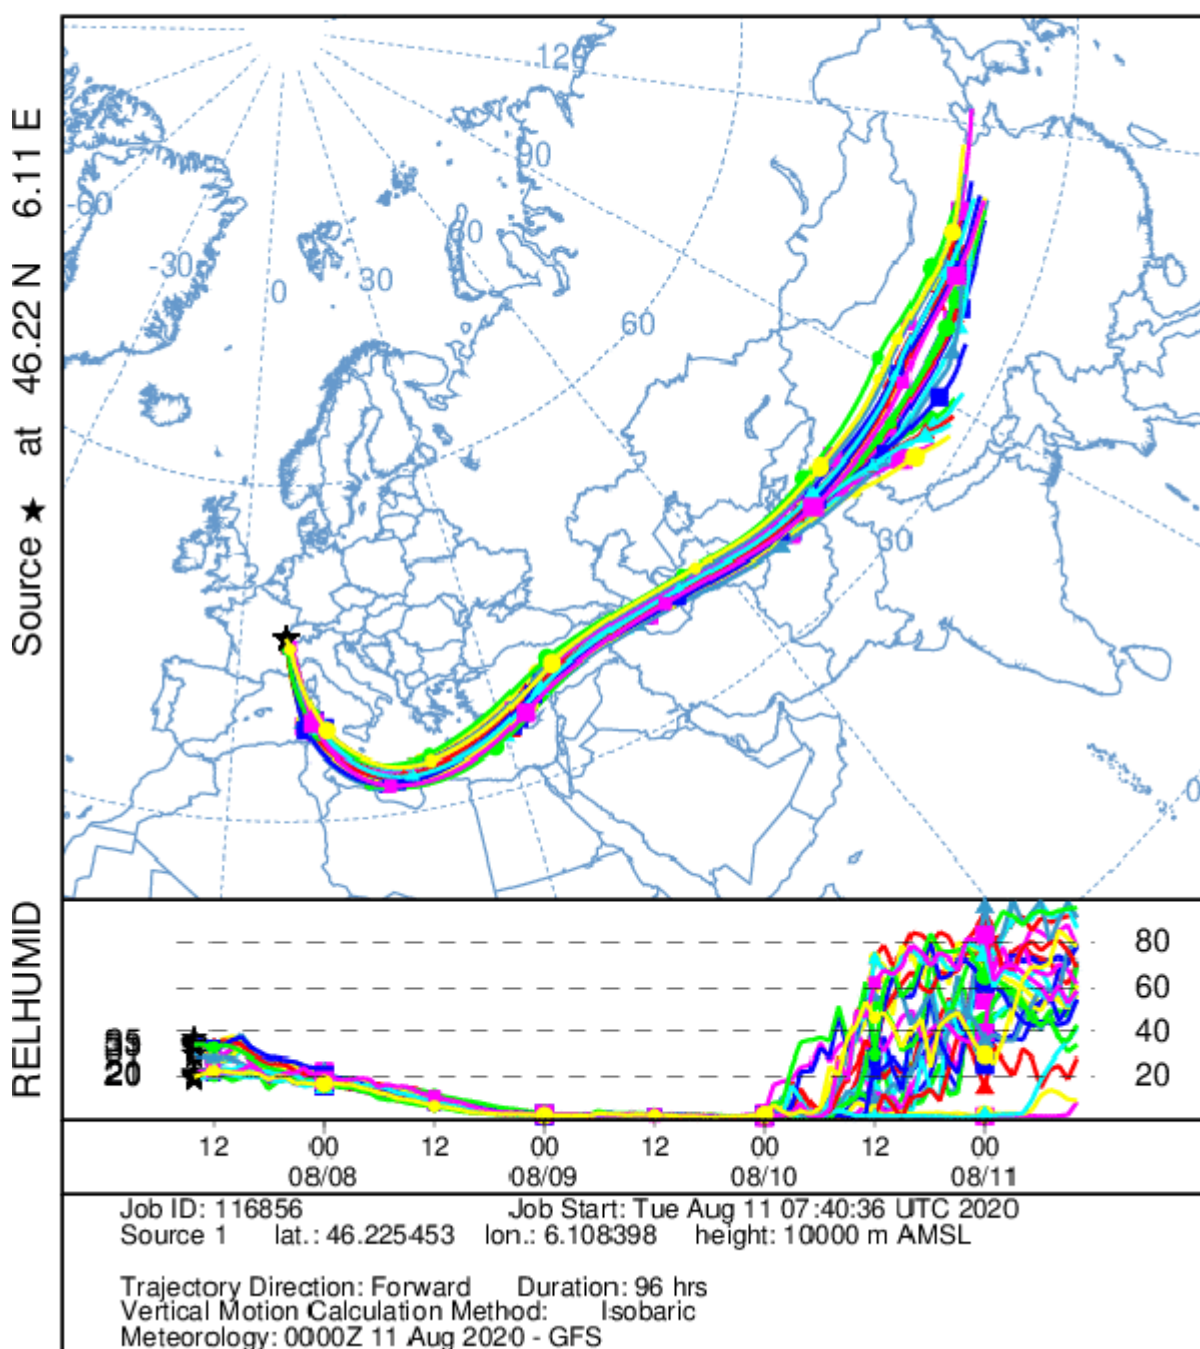 Source ★ at 46.22 N 6.11 E
120
90
-60
60
-30
30
0
60
30
0
RELHUMID
80
60
40
20
20
12 00 12 00 12 00 12 00
08/08 08/09 08/10 08/11
Job ID: 116856 Job Start: Tue Aug 11 07:40:36 UTC 2020
Source 1 lat.: 46.225453 lon.: 6.108398 height: 10000 m AMSL
Trajectory Direction: Forward Duration: 96 hrs
Vertical Motion Calculation Method: Isobaric
Meteorology: 0000Z 11 Aug 2020 - GFS